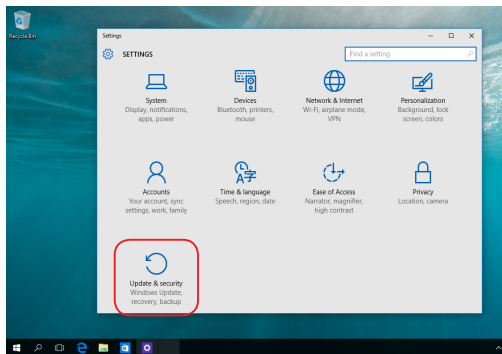 Recycle Bin
Settings
SETTINGS
Find a setting
System
Display, notifications,
apps, power
Devices
Bluetooth, printers,
mouse
Network & Internet
Wi-Fi, airplane mode,
VPN
Personalization
Background, lock
screen, colors
Accounts
Your account, sync
settings, work, family
Time & language
Speech, region, date
Ease of Access
Narrator, magnifier,
high contrast
Privacy
Location, camera
Update & security
Windows Update,
recovery, backup